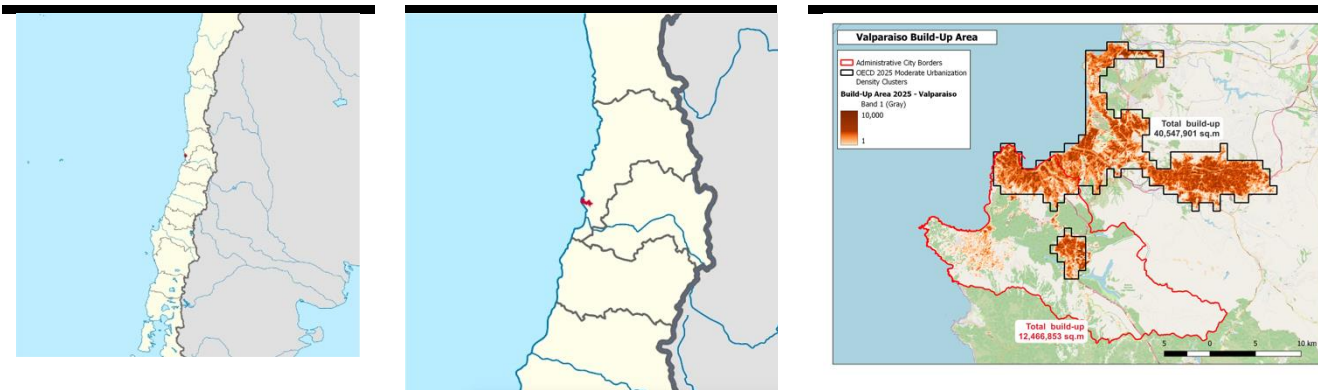 Valparaiso Build-Up Area
Administrative City Borders
OECD 2025 Moderate Urbanization
Density Clusters
Build-Up Area 2025 - Valparaiso
Band 1 (Gray)
10,000
1
Total build-up
40,547,901 sq.m
Total build-up
12,466,853 sq.m
5 0 5 10 km